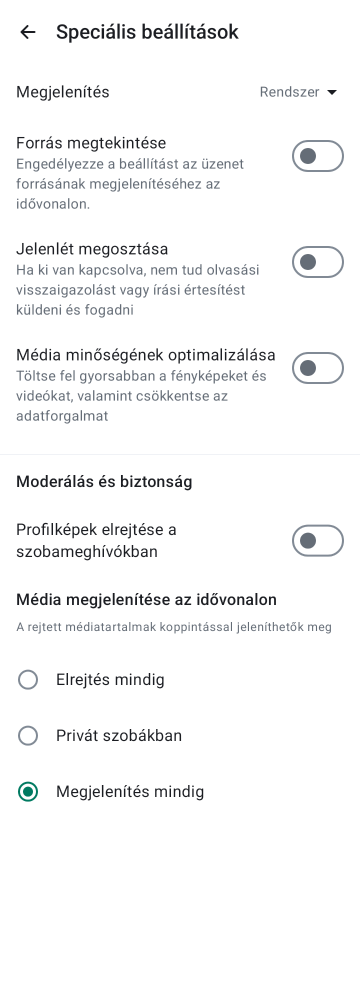 Speciális beállítások
Megjelenítés
Rendszer
Forrás megtekintése
Engedélyezze a beállítást az üzenet
forrásának megjelenítéséhez az
idővonalon.
Jelenlét megosztása
Ha ki van kapcsolva, nem tud olvasási
visszaigazolást vagy írási értesítést
küldeni és fogadni
Média minőségének optimalizálása
Töltse fel gyorsabban a fényképeket és
videókat, valamint csökkentse az
adatforgalmat
Moderálás és biztonság
Profilképek elrejtése a
szobameghívókban
Média megjelenítése az idővonalon
A rejtett médiatartalmak koppintással jeleníthetők meg
Elrejtés mindig
Privát szobákban
Megjelenítés mindig